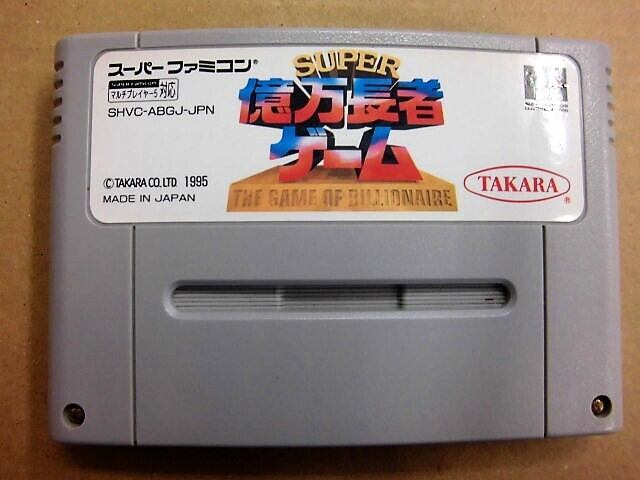 スーパーファミコン®
マルチプレイヤー5対応
SHVC-ABGJ-JPN
SUPER
億万長者
ゲーム
THE GAME OF BILLIONAIRE
©TAKARA CO.,LTD. 1995
MADE IN JAPAN
TAKARA®